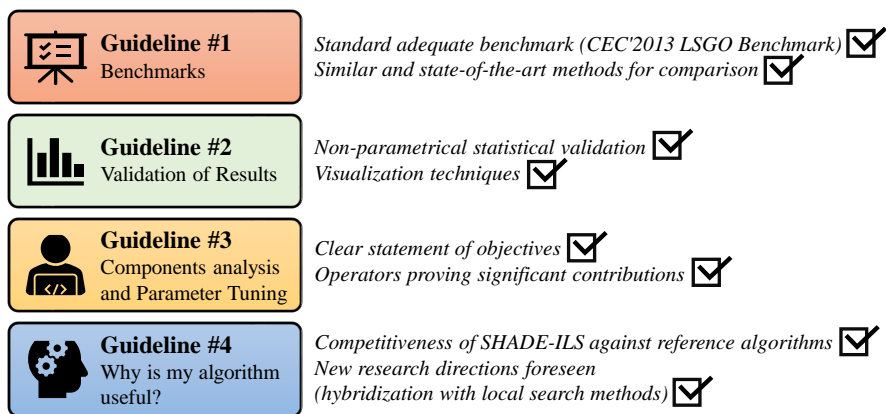 Guideline #1
Benchmarks
Standard adequate benchmark (CEC'2013 LSGO Benchmark)
Similar and state-of-the-art methods for comparison
Guideline #2
Validation of Results
Non-parametrical statistical validation
Visualization techniques
Guideline #3
Components analysis
and Parameter Tuning
Clear statement of objectives
Operators proving significant contributions
Guideline #4
Why is my algorithm
useful?
Competitiveness of SHADE-ILS against reference algorithms
New research directions foreseen
(hybridization with local search methods)